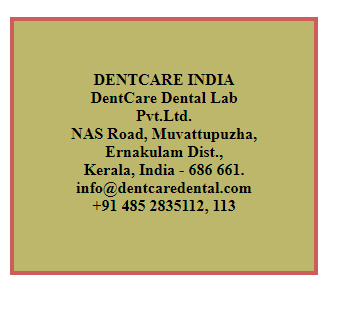 DENTCARE INDIA
DentCare Dental Lab
Pvt.Ltd.
NAS Road, Muvattupuzha,
Ernakulam Dist.,
Kerala, India - 686 661.
info@dentcaredental.com
+91 485 2835112, 113